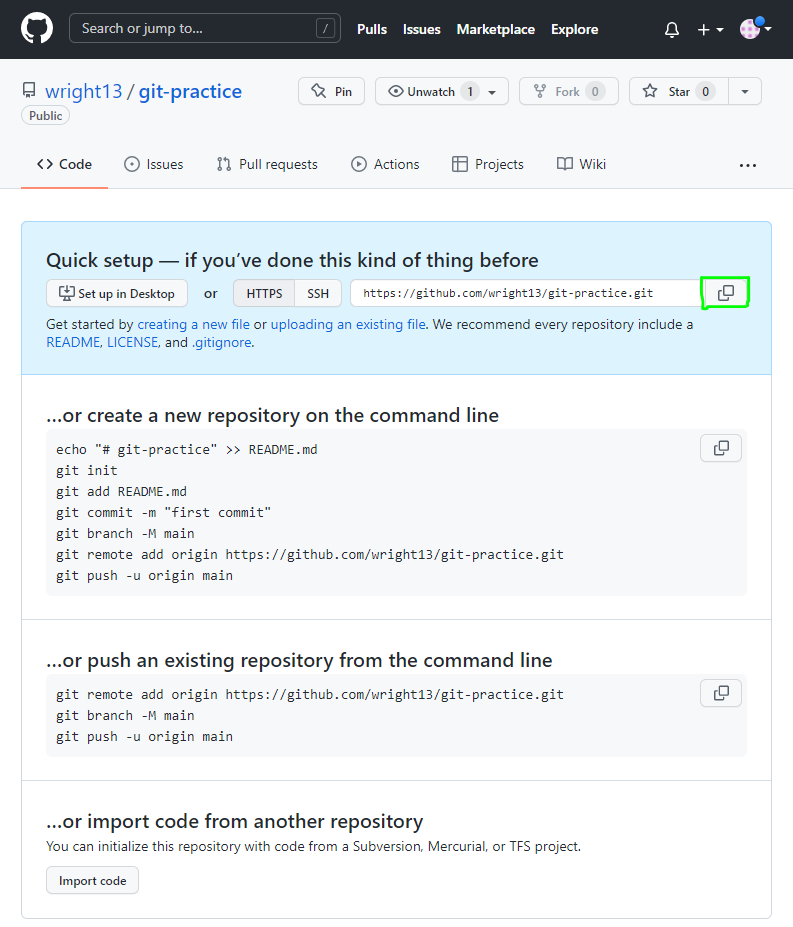 Search or jump to... /
Pulls Issues Marketplace Explore
wright13 / git-practice
Public
Pin
Unwatch 1
Fork 0
Star 0
Code
Issues
Pull requests
Actions
Projects
Wiki
Quick setup — if you’ve done this kind of thing before
Set up in Desktop or HTTPS SSH https://github.com/wright13/git-practice.git
Get started by creating a new file or uploading an existing file. We recommend every repository include a
README, LICENSE, and .gitignore.
…or create a new repository on the command line
echo "# git-practice" >> README.md
git init
git add README.md
git commit -m "first commit"
git branch -M main
git remote add origin https://github.com/wright13/git-practice.git
git push -u origin main
…or push an existing repository from the command line
git remote add origin https://github.com/wright13/git-practice.git
git branch -M main
git push -u origin main
…or import code from another repository
You can initialize this repository with code from a Subversion, Mercurial, or TFS project.
Import code